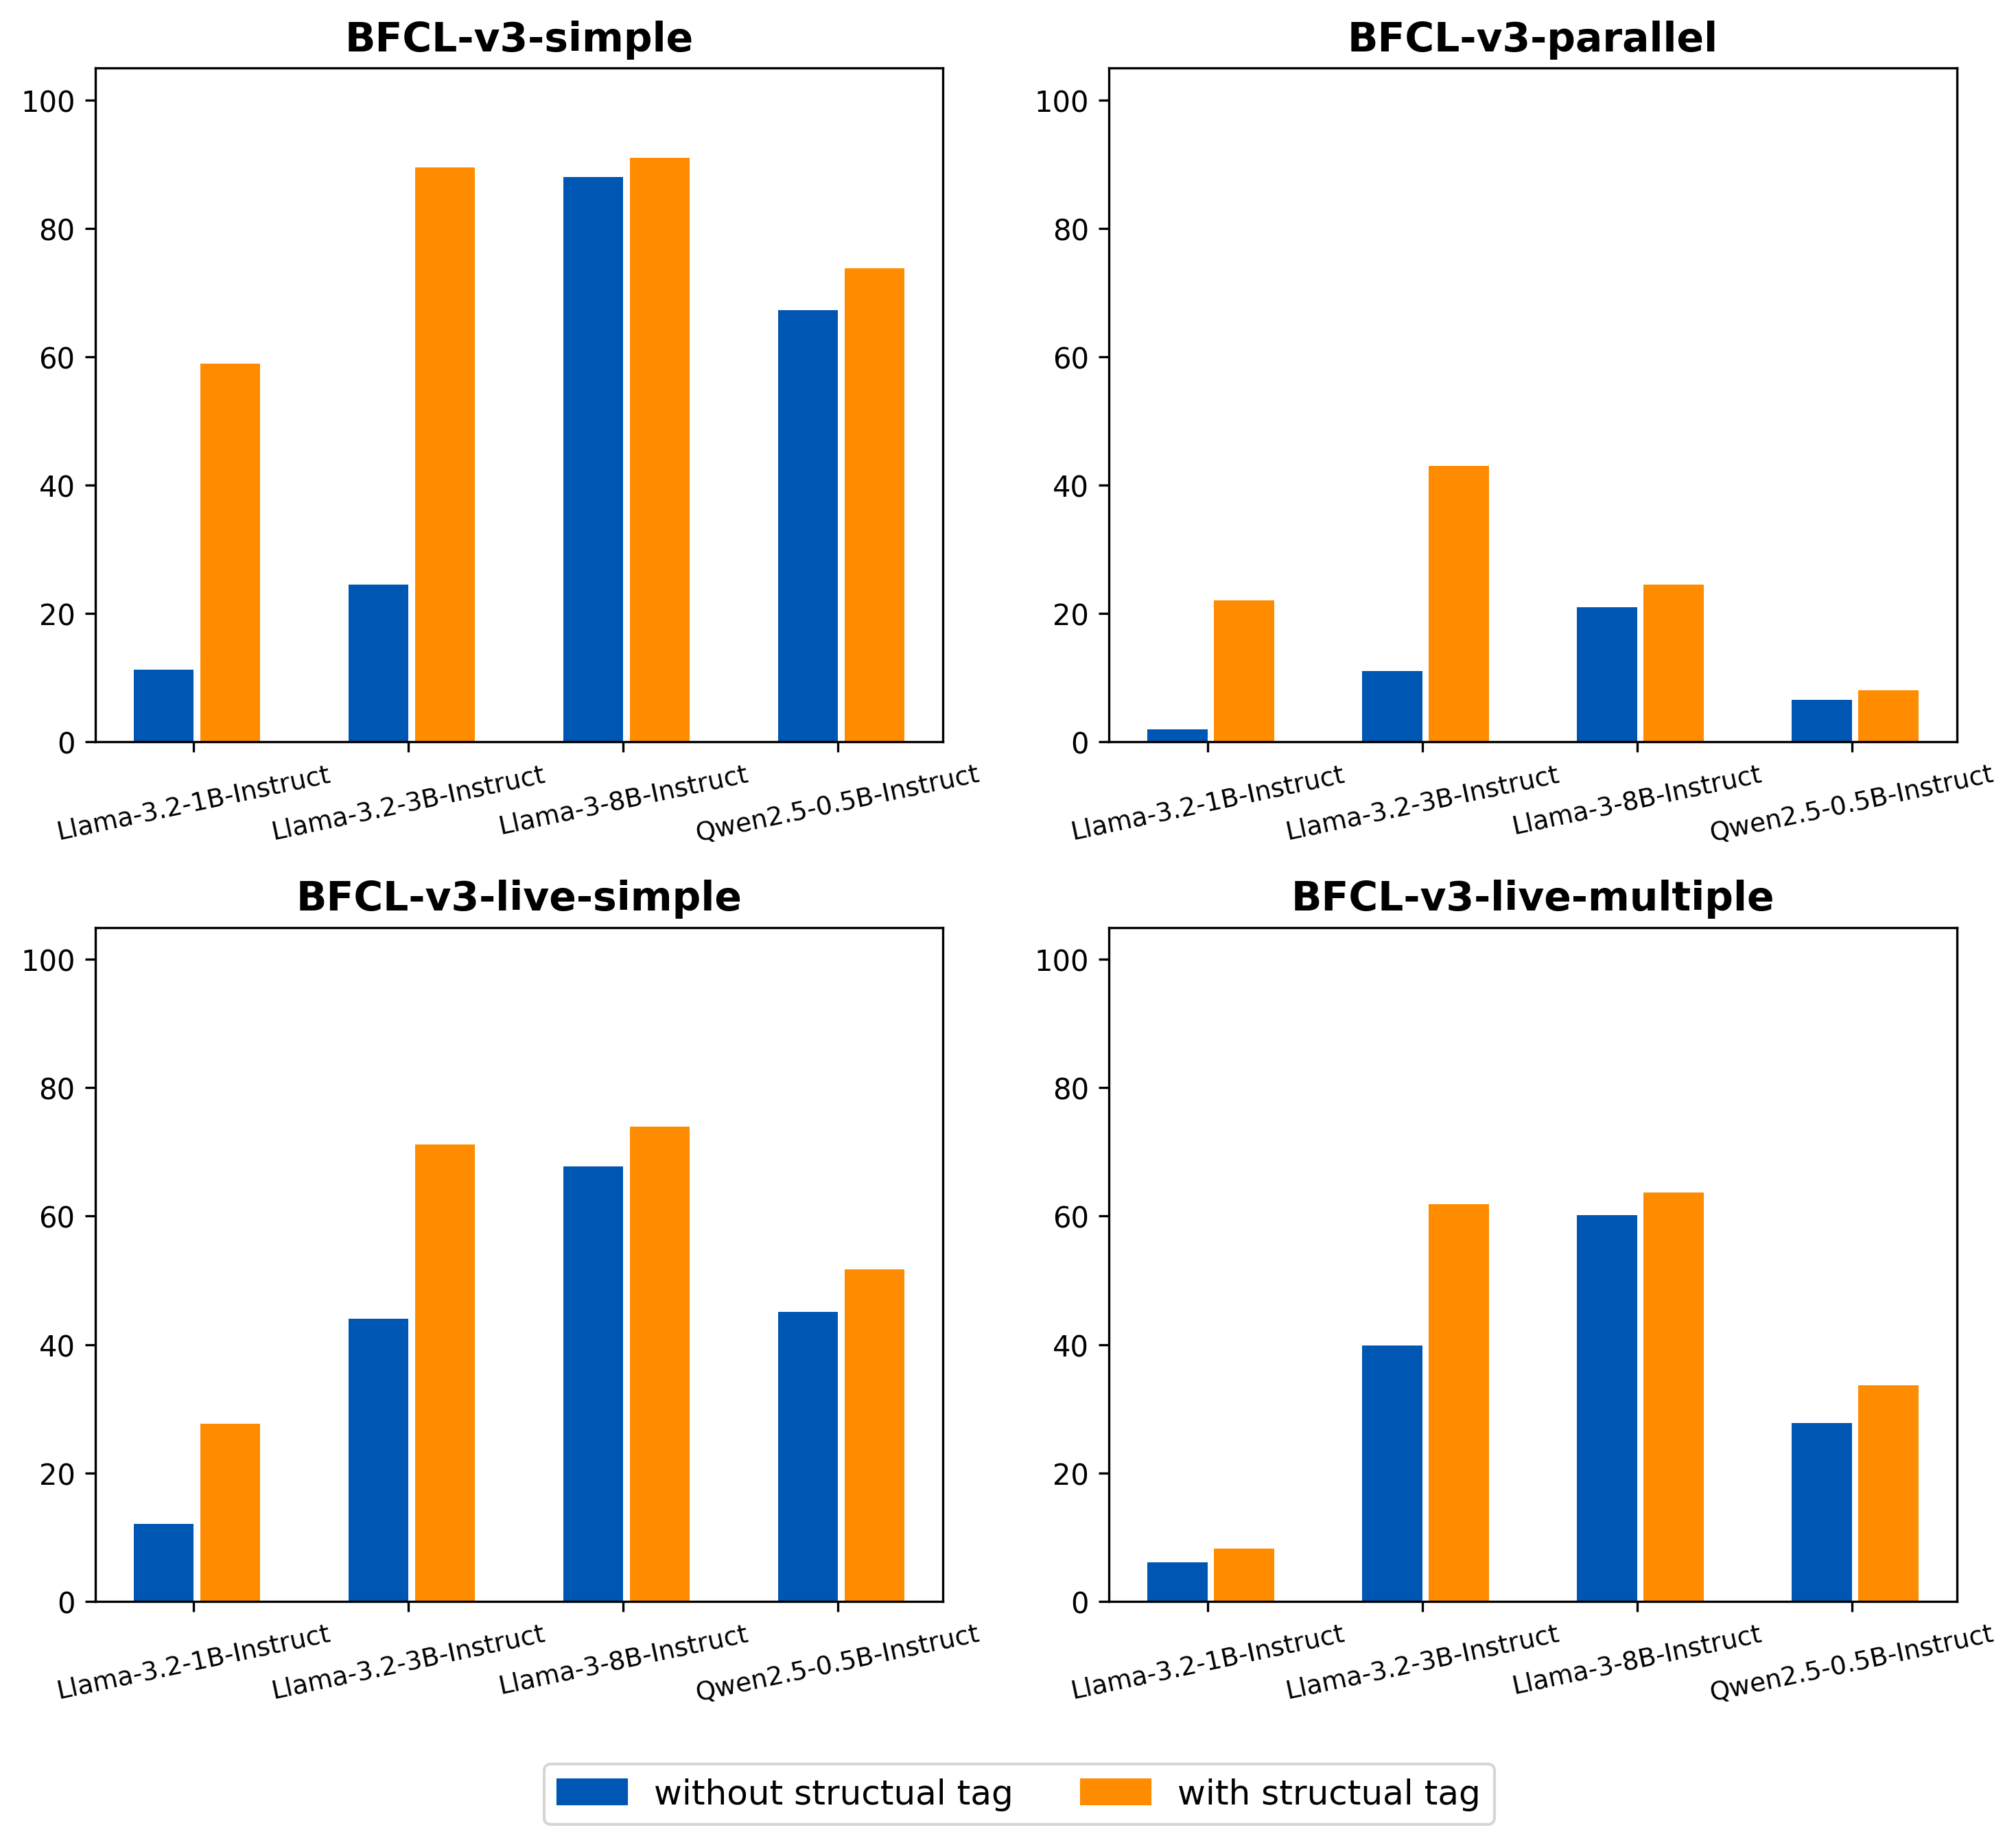 BFCL-v3-simple
100
80
60
40
20
0
Llama-3.2-1B-Instruct
Llama-3.2-3B-Instruct
Llama-3-8B-Instruct
Qwen2.5-0.5B-Instruct
BFCL-v3-parallel
100
80
60
40
20
0
Llama-3.2-1B-Instruct
Llama-3.2-3B-Instruct
Llama-3-8B-Instruct
Qwen2.5-0.5B-Instruct
BFCL-v3-live-simple
100
80
60
40
20
0
Llama-3.2-1B-Instruct
Llama-3.2-3B-Instruct
Llama-3-8B-Instruct
Qwen2.5-0.5B-Instruct
BFCL-v3-live-multiple
100
80
60
40
20
0
Llama-3.2-1B-Instruct
Llama-3.2-3B-Instruct
Llama-3-8B-Instruct
Qwen2.5-0.5B-Instruct
without structual tag
with structual tag